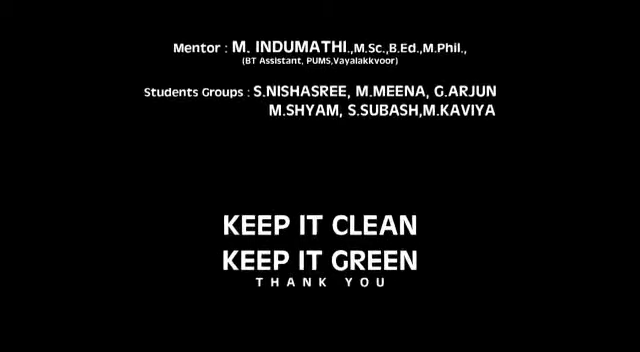 Mentor : M. INDUMATHI.,M.Sc.,B.Ed.,M.Phil.,
(BT Assistant, PUMS,Vayalakkvoor)
Students Groups : S.NISHASREE, M.MEENA, G.ARJUN
M.SHYAM, S.SUBASH,M.KAVIYA
KEEP IT CLEAN
KEEP IT GREEN
THANK YOU